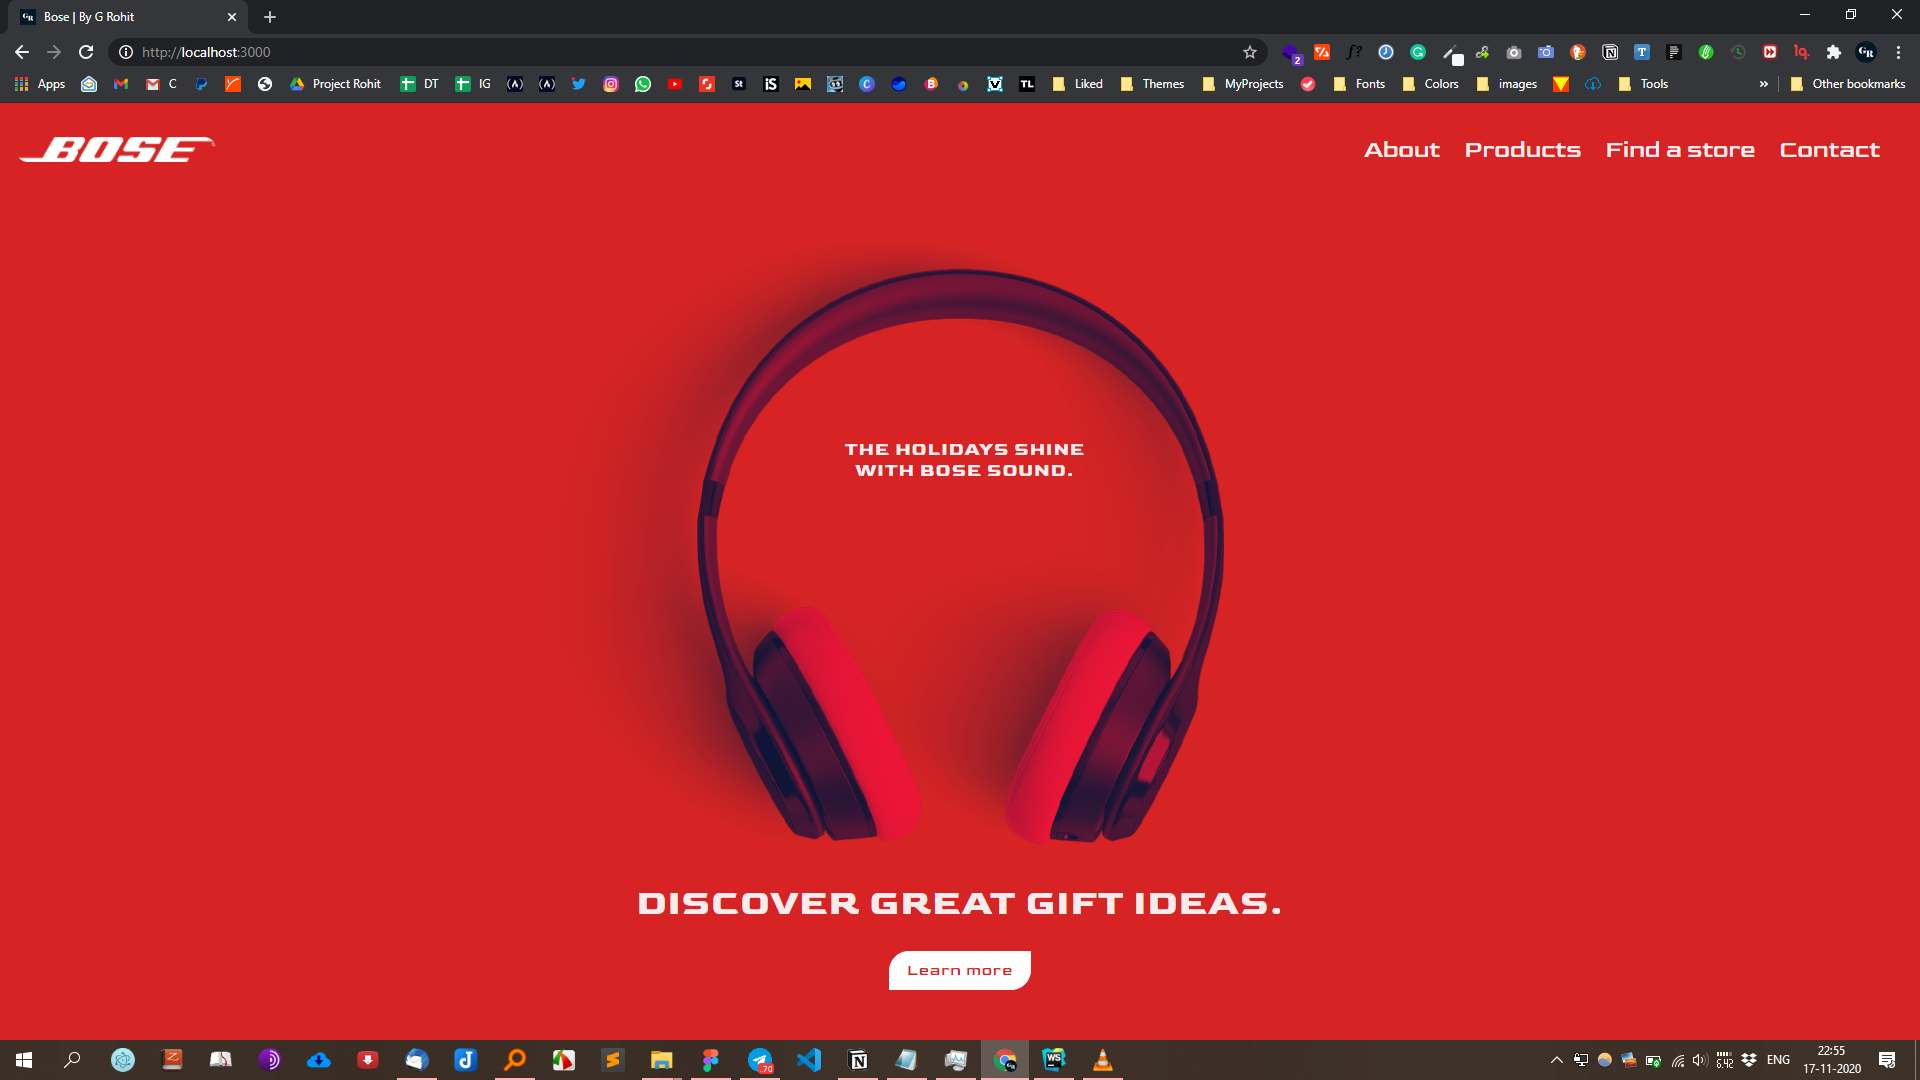 Bose | By G Rohit
http://localhost:3000
2
Apps
C
Project Rohit
DT
IG
Liked
Themes
MyProjects
Fonts
Colors
images
Tools
»
Other bookmarks
BOSE
About
Products
Find a store
Contact
THE HOLIDAYS SHINE
WITH BOSE SOUND.
DISCOVER GREAT GIFT IDEAS.
Learn more
ENG
22:55
17-11-2020